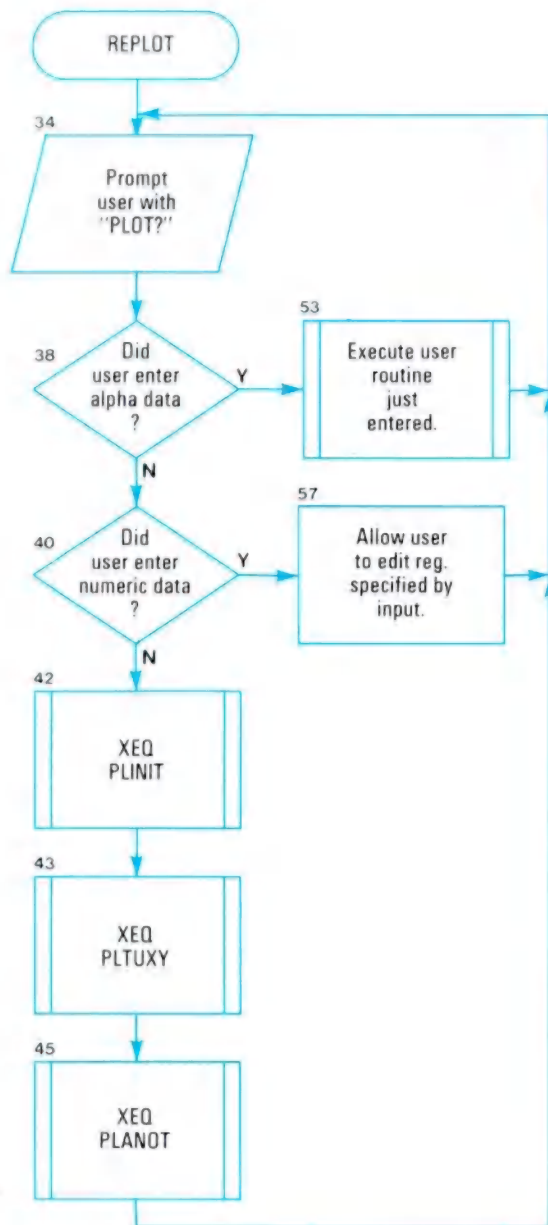 REPLOT
34
Prompt
user with
"PLOT?"
38
Did
user enter
alpha data
?
Y
N
53
Execute user
routine
just
entered.
40
Did
user enter
numeric data
?
Y
N
57
Allow user
to edit reg.
specified by
input.
42
XEQ
PLINIT
43
XEQ
PLTUXY
45
XEQ
PLANOT